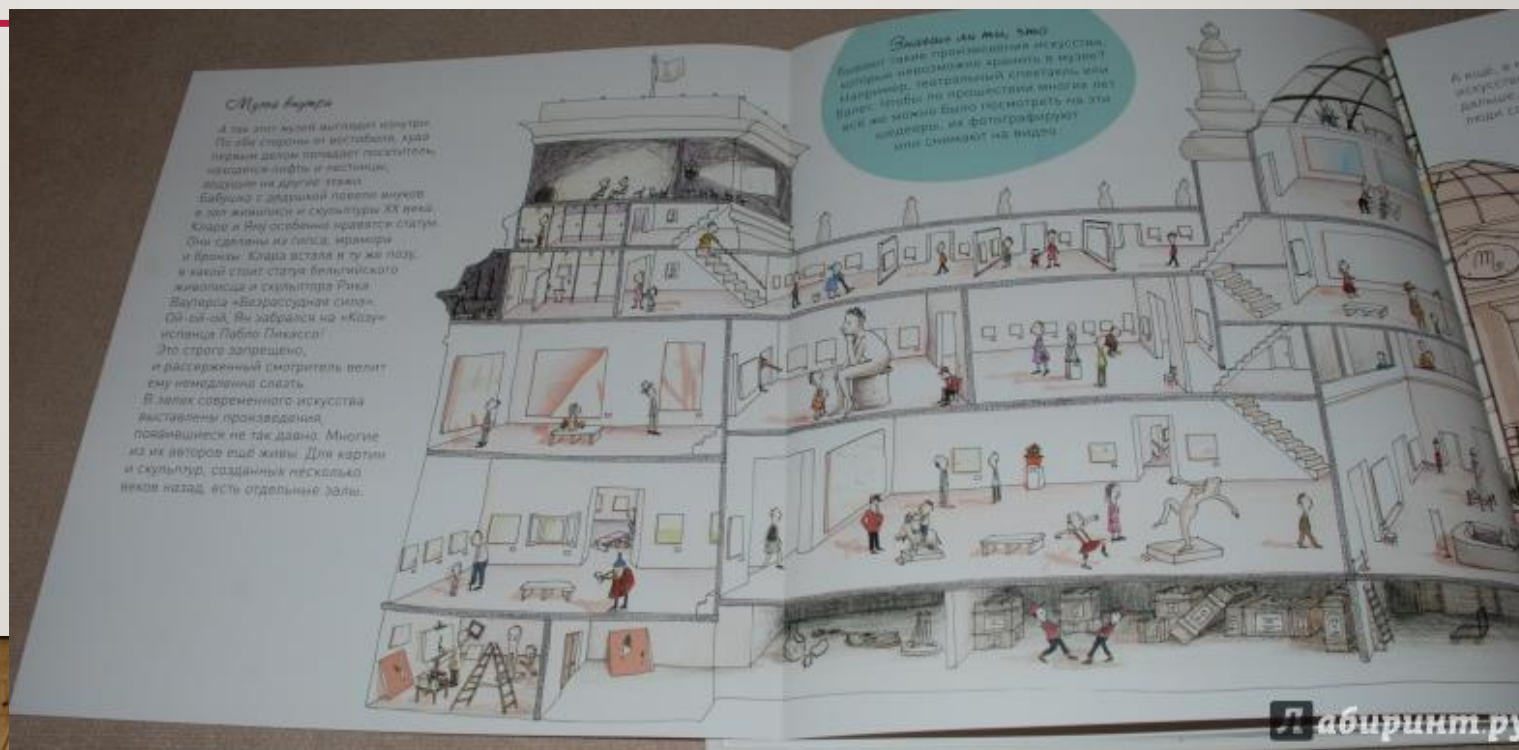 Музей внутри
А так этот музей выглядит изнутри.
По обе стороны от вестибюля, куда
первым делом попадает посетитель,
находятся лифты и лестницы,
ведущие на другие этажи.
Бабушка с дедушкой повели внуков
в зал живописи и скульптуры XX века.
Кларе и Яну особенно нравятся статуи.
Они сделаны из гипса, мрамора
и бронзы. Клара встала в ту же позу,
в какой стоит статуя бельгийского
живописца и скульптора Рика
Ваутерса «Безрассудная сила».
Ой-ой-ой, Ян забрался на «Козу»
испанца Пабло Пикассо!
Это строго запрещено,
и рассерженный смотритель велит
ему немедленно слезть.
В залах современного искусства
выставлены произведения,
появившиеся не так давно. Многие
из их авторов ещё живы. Для картин
и скульптур, созданных несколько
веков назад, есть отдельные залы.
Знаешь ли ты, что
бывают такие произведения искусства,
которые невозможно хранить в музее?
Например, театральный спектакль или
балет. Чтобы по прошествии многих лет
всё же можно было посмотреть на эти
шедевры, их фотографируют
или снимают на видео.
А ещё, в
искусств
дальше,
люди с
Лабиринт.ру